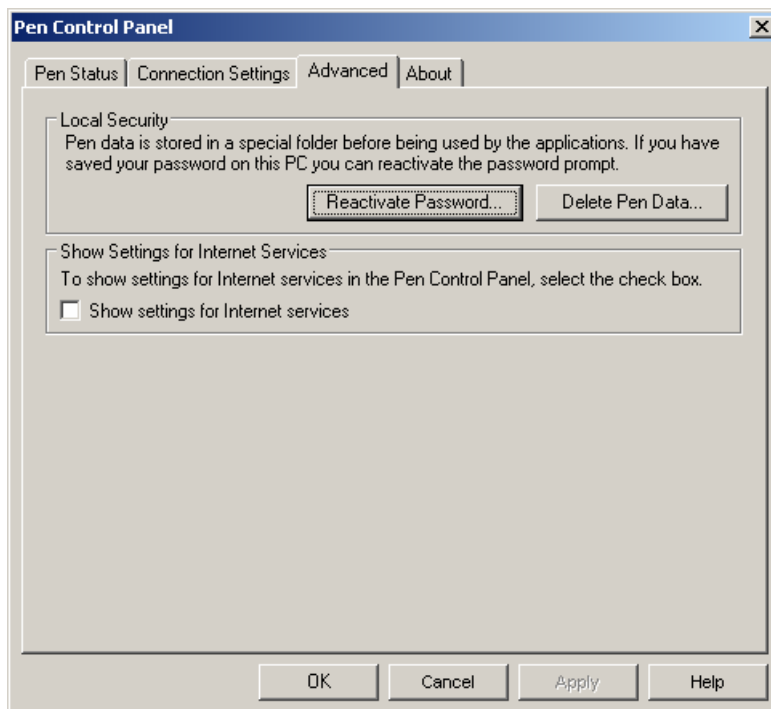 Pen Control Panel
Pen Status Connection Settings Advanced About
Local Security
Pen data is stored in a special folder before being used by the applications. If you have
saved your password on this PC you can reactivate the password prompt.
Reactivate Password... Delete Pen Data...
Show Settings for Internet Services
To show settings for Internet services in the Pen Control Panel, select the check box.
Show settings for Internet services
OK Cancel Apply Help